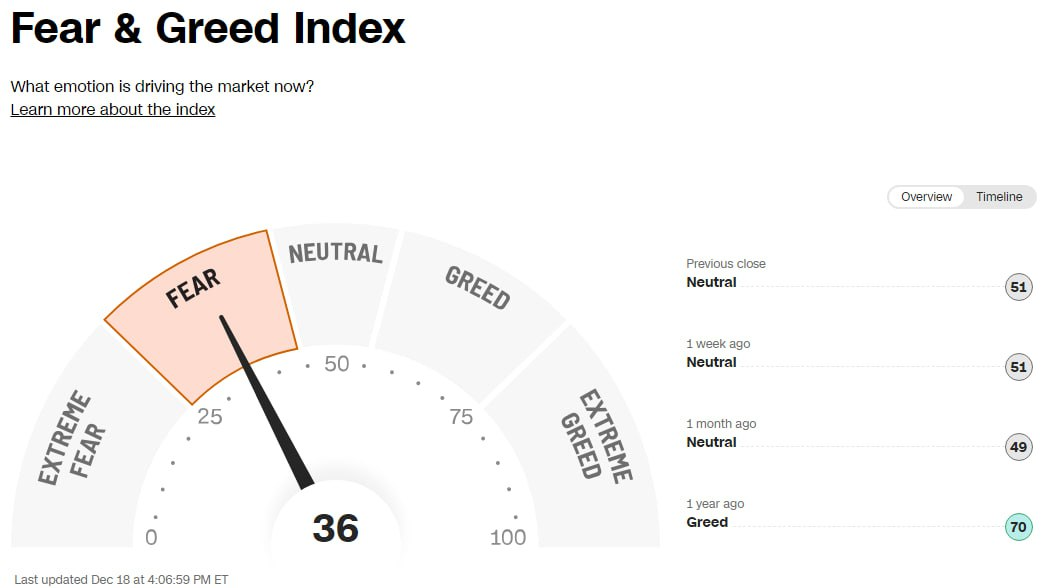 Fear & Greed Index
What emotion is driving the market now?
Learn more about the index
Overview
Timeline
EXTREME
FEAR
FEAR
NEUTRAL
GREED
EXTREME
GREED
0
25
50
75
100
36
Last updated Dec 18 at 4:06:59 PM ET
Previous close
Neutral 51
1 week ago
Neutral 51
1 month ago
Neutral 49
1 year ago
Greed 70